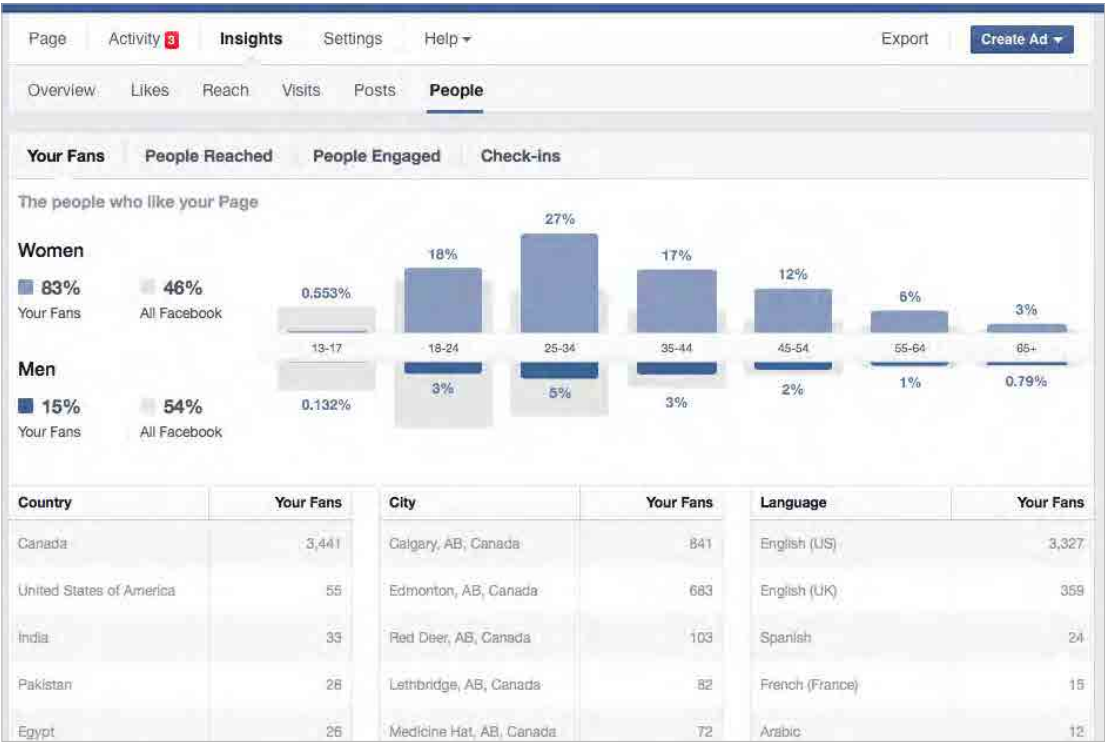 Page Activity 3 Insights Settings Help Export Create Ad
Overview Likes Reach Visits Posts People
Your Fans People Reached People Engaged Check-ins
The people who like your Page
Women
83% 46%
Your Fans All Facebook
0.553% 18% 27% 17% 12% 6% 3%
13-17 18-24 25-34 35-44 45-54 55-64 65+
Men
15% 54%
Your Fans All Facebook
0.132% 3% 5% 3% 2% 1% 0.79%
Country Your Fans City Your Fans Language Your Fans
Canada 3,441 Calgary, AB, Canada 841 English (US) 3,327
United States of America 55 Edmonton, AB, Canada 683 English (UK) 359
India 33 Red Deer, AB, Canada 103 Spanish 24
Pakistan 28 Lethbridge, AB, Canada 82 French (France) 15
Egypt 26 Medicine Hat, AB, Canada 72 Arabic 12